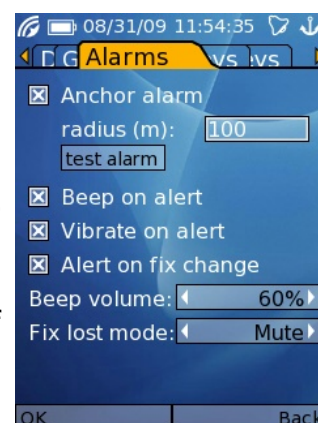 08/31/09 11:54:35
Alarms
Anchor alarm
radius (m): 100
test alarm
Beep on alert
Vibrate on alert
Alert on fix change
Beep volume: 60%
Fix lost mode: Mute
OK Back